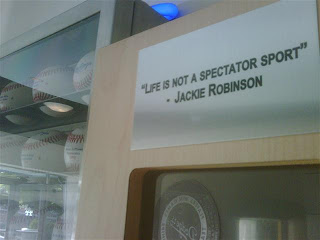 "LIFE IS NOT A SPECTATOR SPORT"
- JACKIE ROBINSON